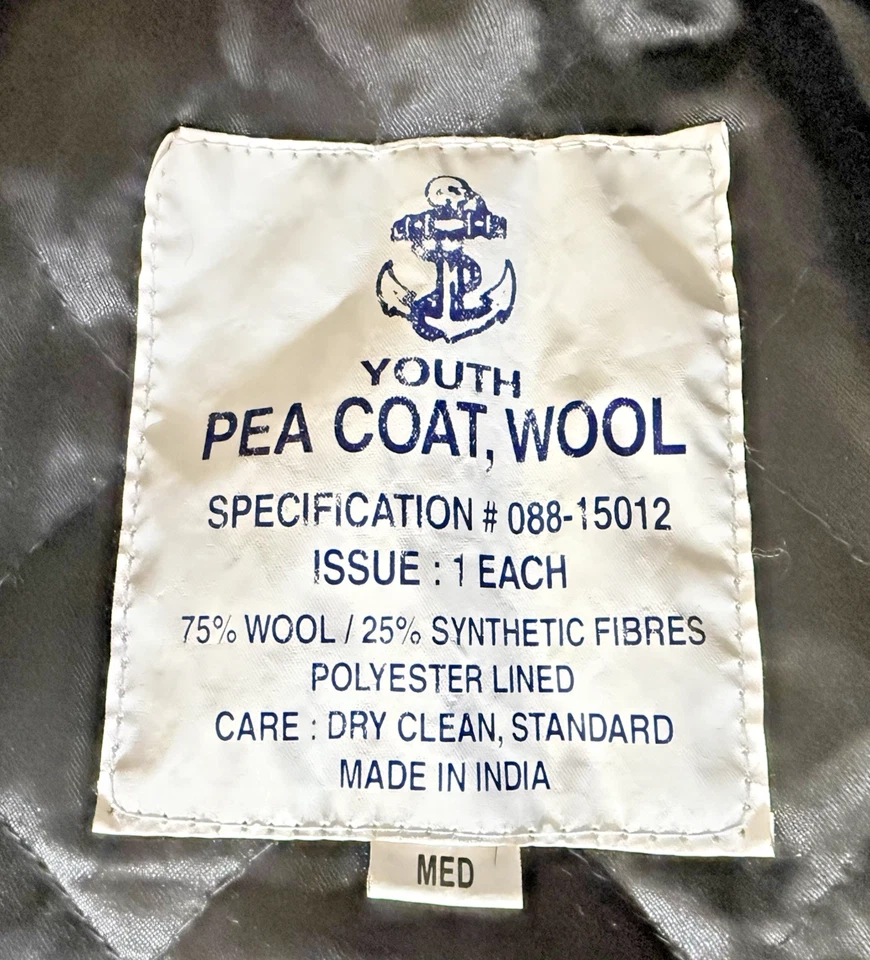 YOUTH
PEA COAT, WOOL
SPECIFICATION # 088-15012
ISSUE : 1 EACH
75% WOOL / 25% SYNTHETIC FIBRES
POLYESTER LINED
CARE : DRY CLEAN, STANDARD
MADE IN INDIA
MED